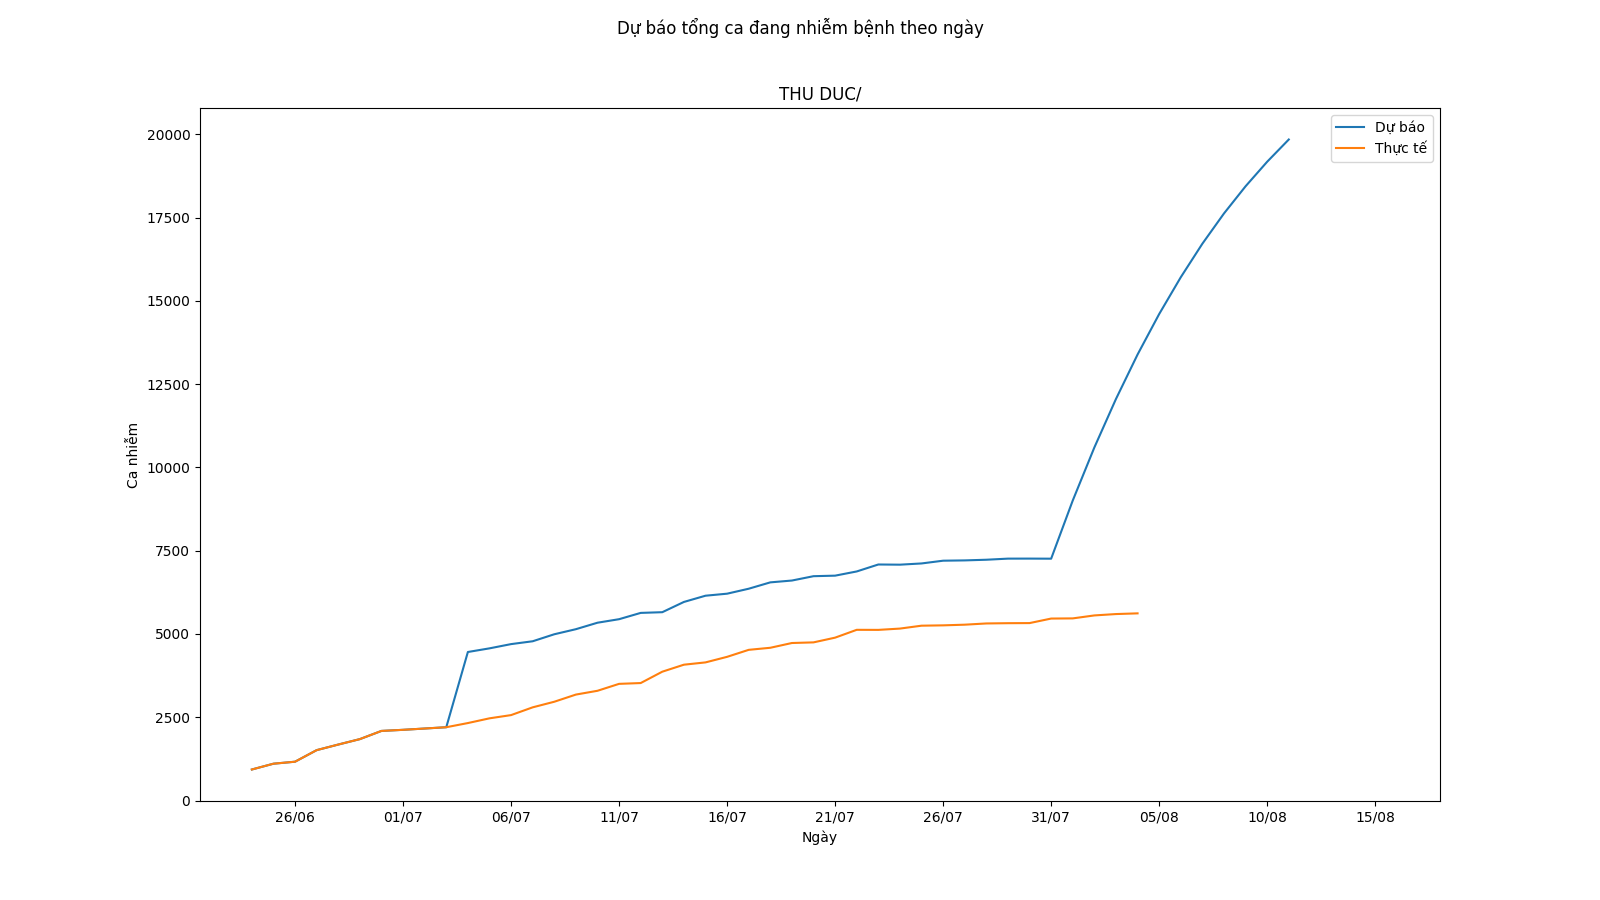 Dự báo tổng ca đang nhiễm bệnh theo ngày
THU DUC/
Dự báo
Thực tế
20000
17500
15000
12500
10000
7500
5000
2500
0
Ca nhiễm
26/06 01/07 06/07 11/07 16/07 21/07 26/07 31/07 05/08 10/08 15/08
Ngày